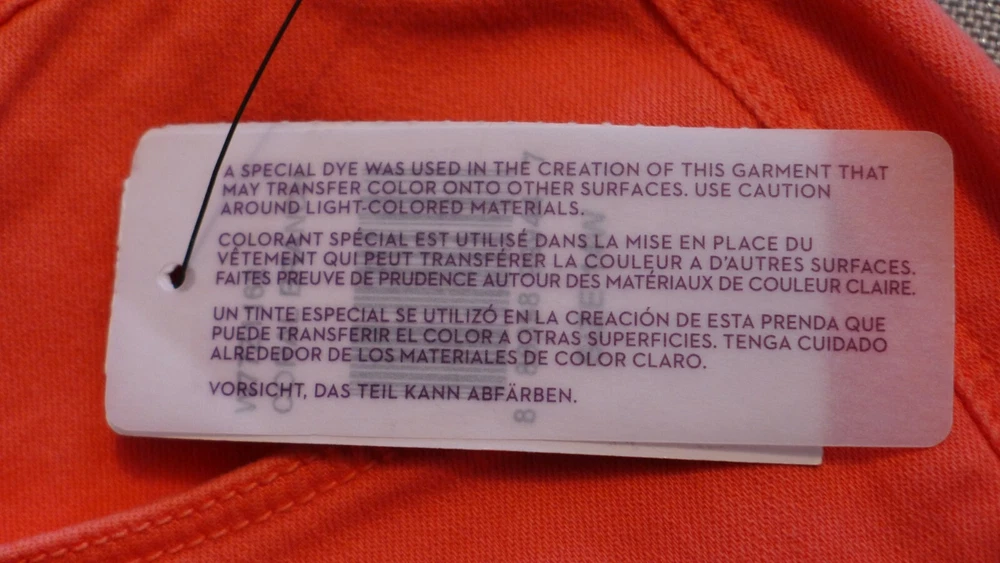 A SPECIAL DYE WAS USED IN THE CREATION OF THIS GARMENT THAT
MAY TRANSFER COLOR ONTO OTHER SURFACES. USE CAUTION
AROUND LIGHT-COLORED MATERIALS.
COLORANT SPÉCIAL EST UTILISÉ DANS LA MISE EN PLACE DU
VÊTEMENT QUI PEUT TRANSFÉRER LA COULEUR A D'AUTRES SURFACES.
FAITES PREUVE DE PRUDENCE AUTOUR DES MATÉRIAUX DE COULEUR CLAIRE.
UN TINTE ESPECIAL SE UTILIZÓ EN LA CREACIÓN DE ESTA PRENDA QUE
PUEDE TRANSFERIR EL COLOR A OTRAS SUPERFICIES. TENGA CUIDADO
ALREDEDOR DE LOS MATERIALES DE COLOR CLARO.
VORSICHT, DAS TEIL KANN ABFÄRBEN.